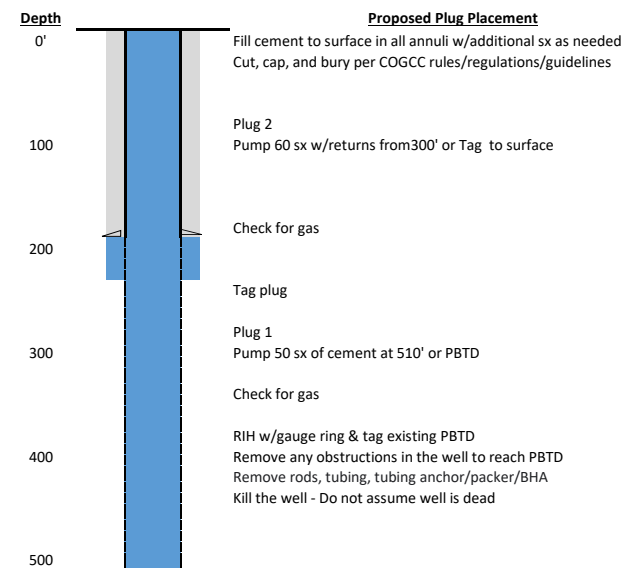 Depth Proposed Plug Placement
0' Fill cement to surface in all annuli w/additional sx as needed
Cut, cap, and bury per COGCC rules/regulations/guidelines
Plug 2
100 Pump 60 sx w/returns from300' or Tag to surface
Check for gas
200
Tag plug
Plug 1
300 Pump 50 sx of cement at 510' or PBTD
Check for gas
RIH w/gauge ring & tag existing PBTD
400 Remove any obstructions in the well to reach PBTD
Remove rods, tubing, tubing anchor/packer/BHA
Kill the well - Do not assume well is dead
500